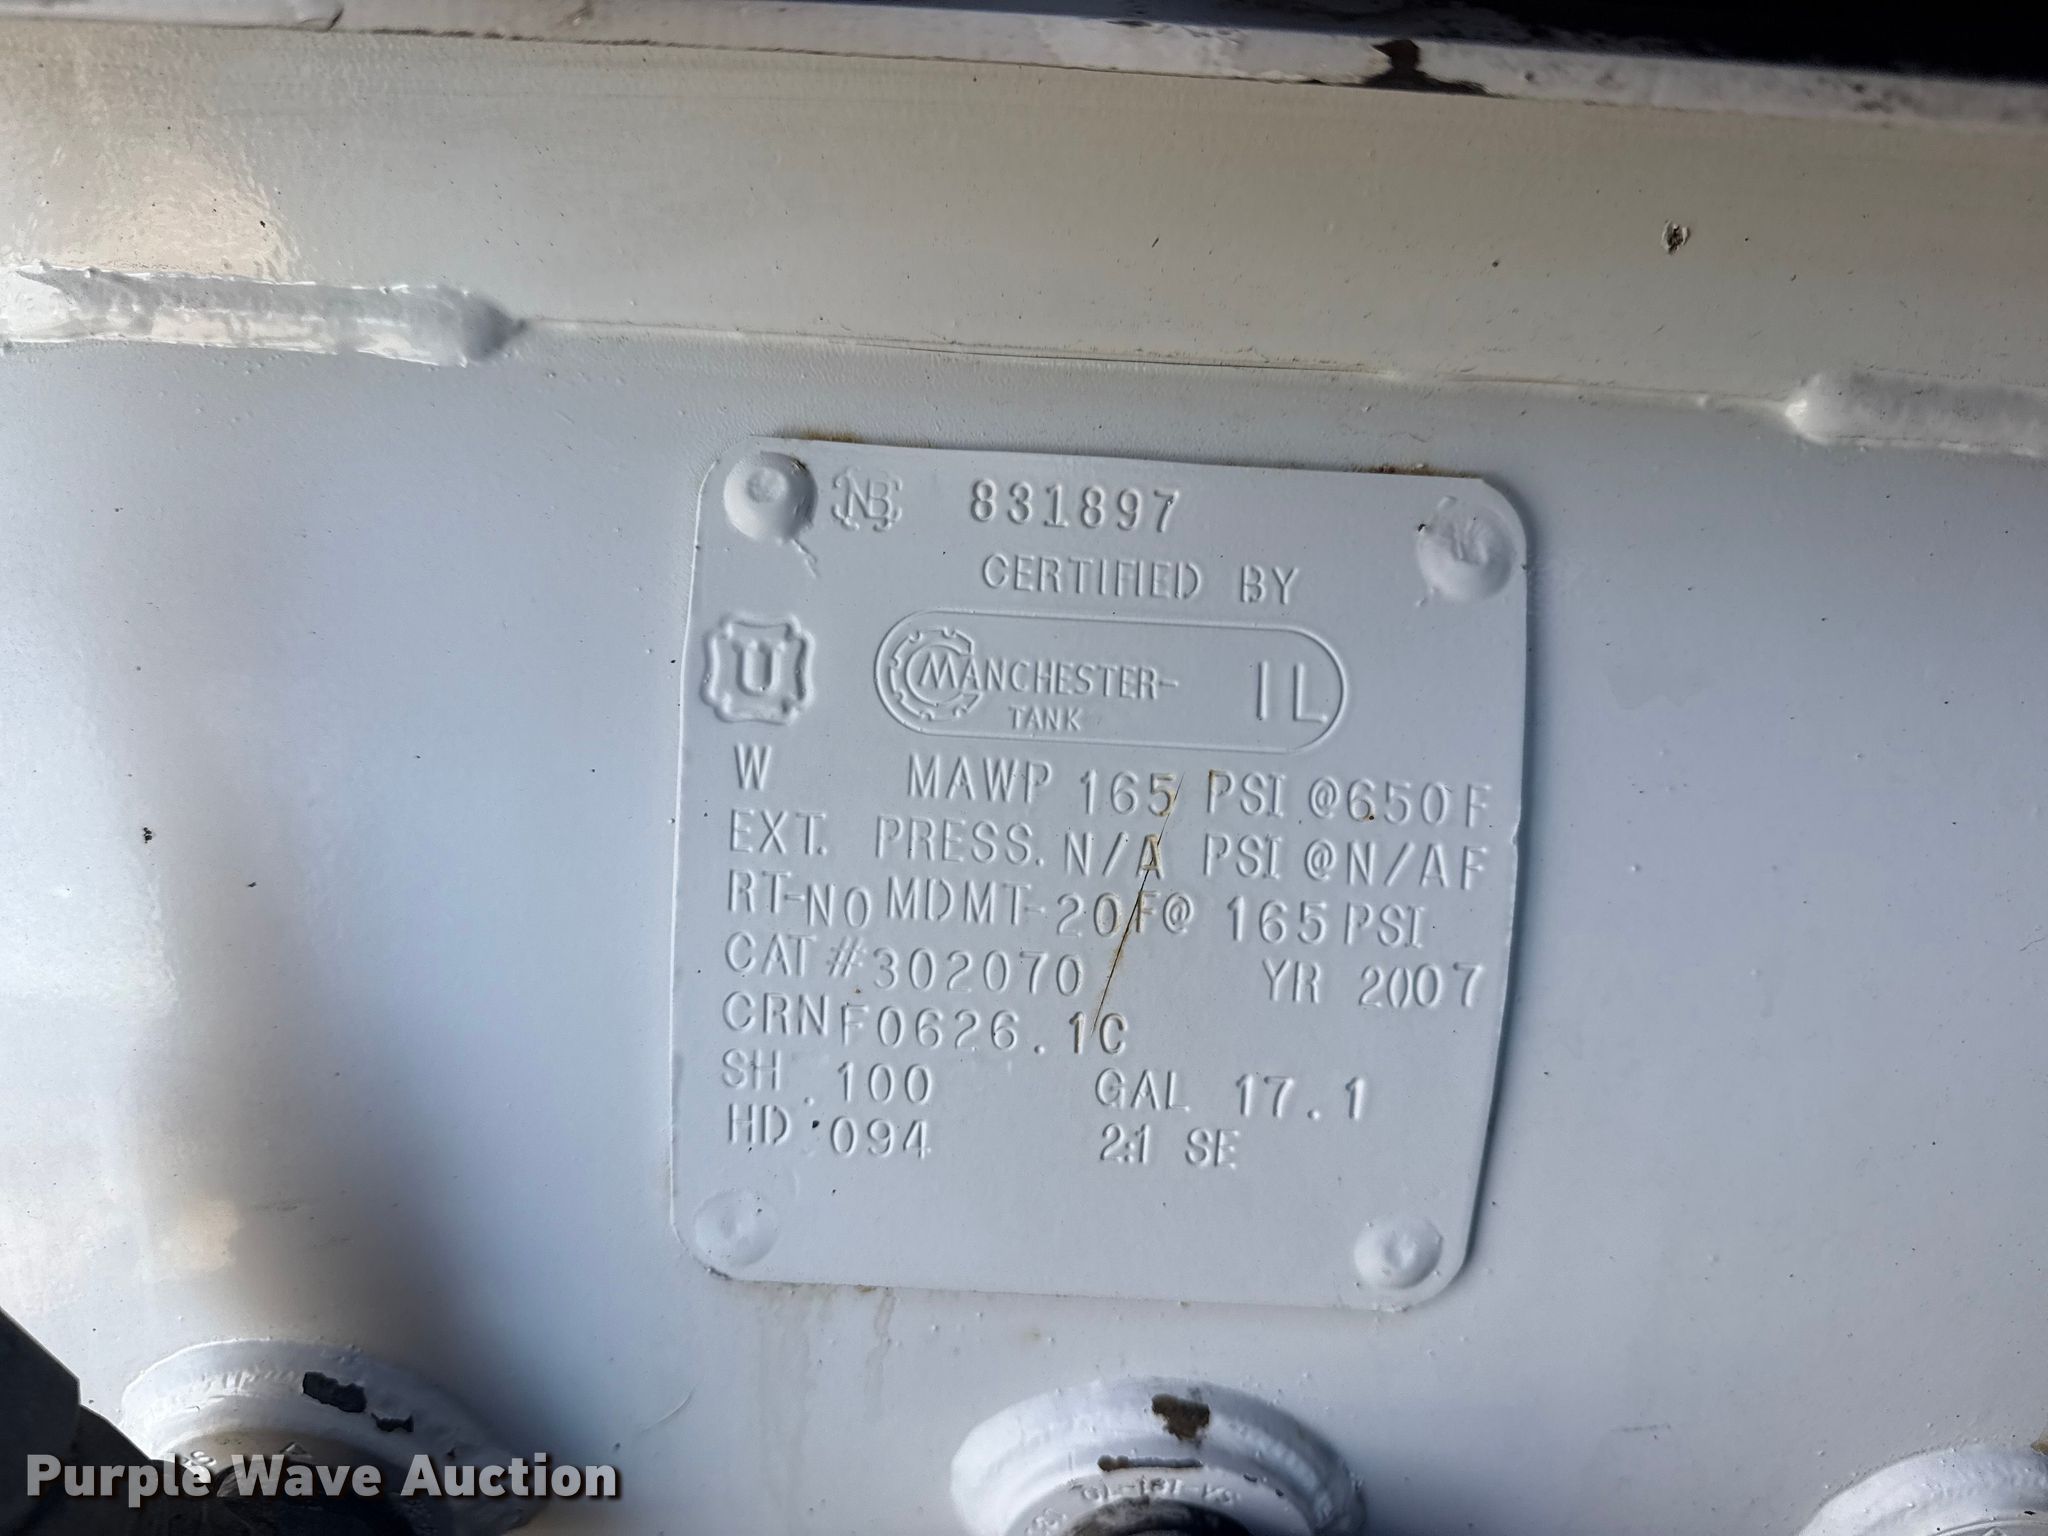 NB 831897
CERTIFIED BY
U MANCHESTER IL
TANK
W MAWP 165 PSI @650F
EXT. PRESS. N/A PSI @N/AF
RT-NO MDMT-20F@ 165PSI
CAT#302070 YR 2007
CRNF0626.1C
SH .100 GAL 17.1
HD .094 2:1 SE
Purple Wave Auction